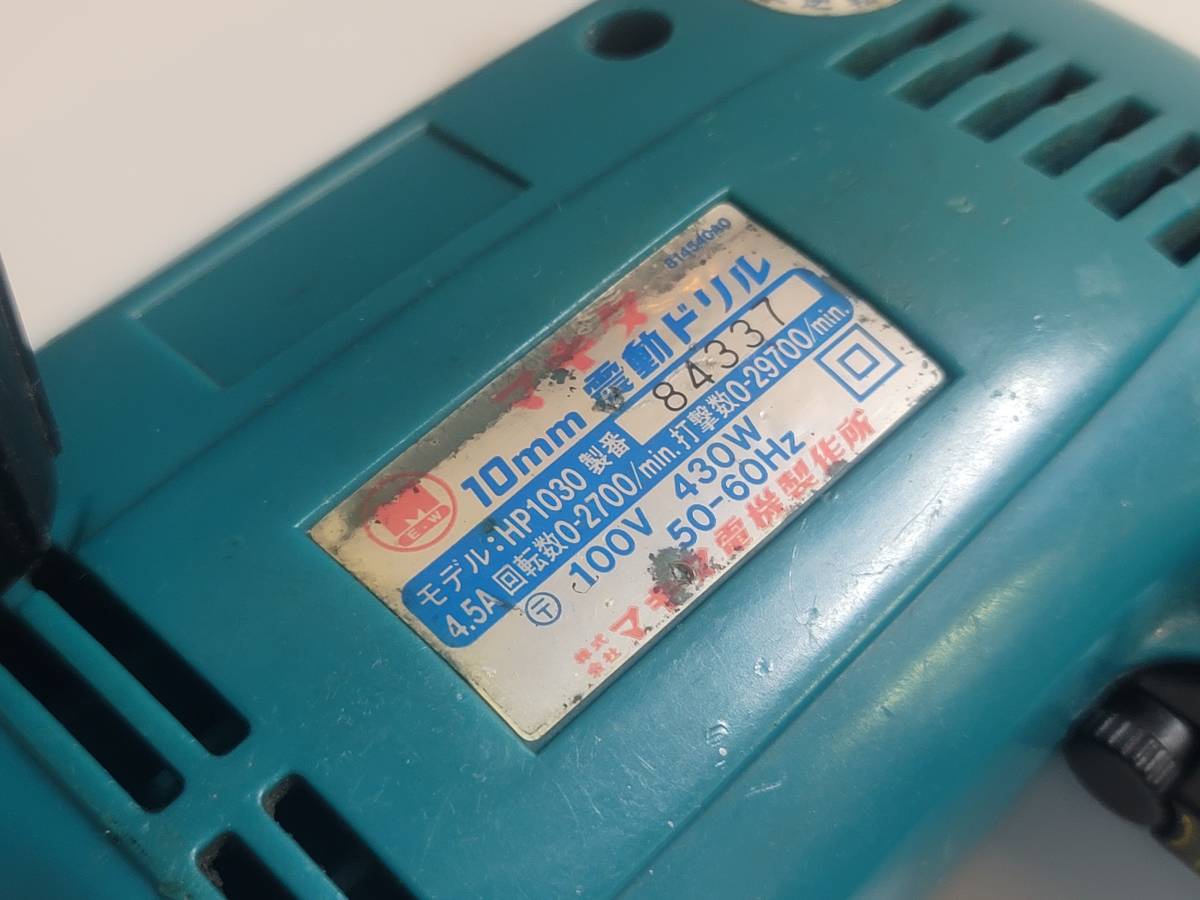 814540A0
マキタ
10mm 震動ドリル
E.W
モデル:HP1030 製番 84337
4.5A 回転数0-2700/min.打撃数0-29700/min.
〒 100V 430W
50-60Hz
株式会社 マキタ電機製作所